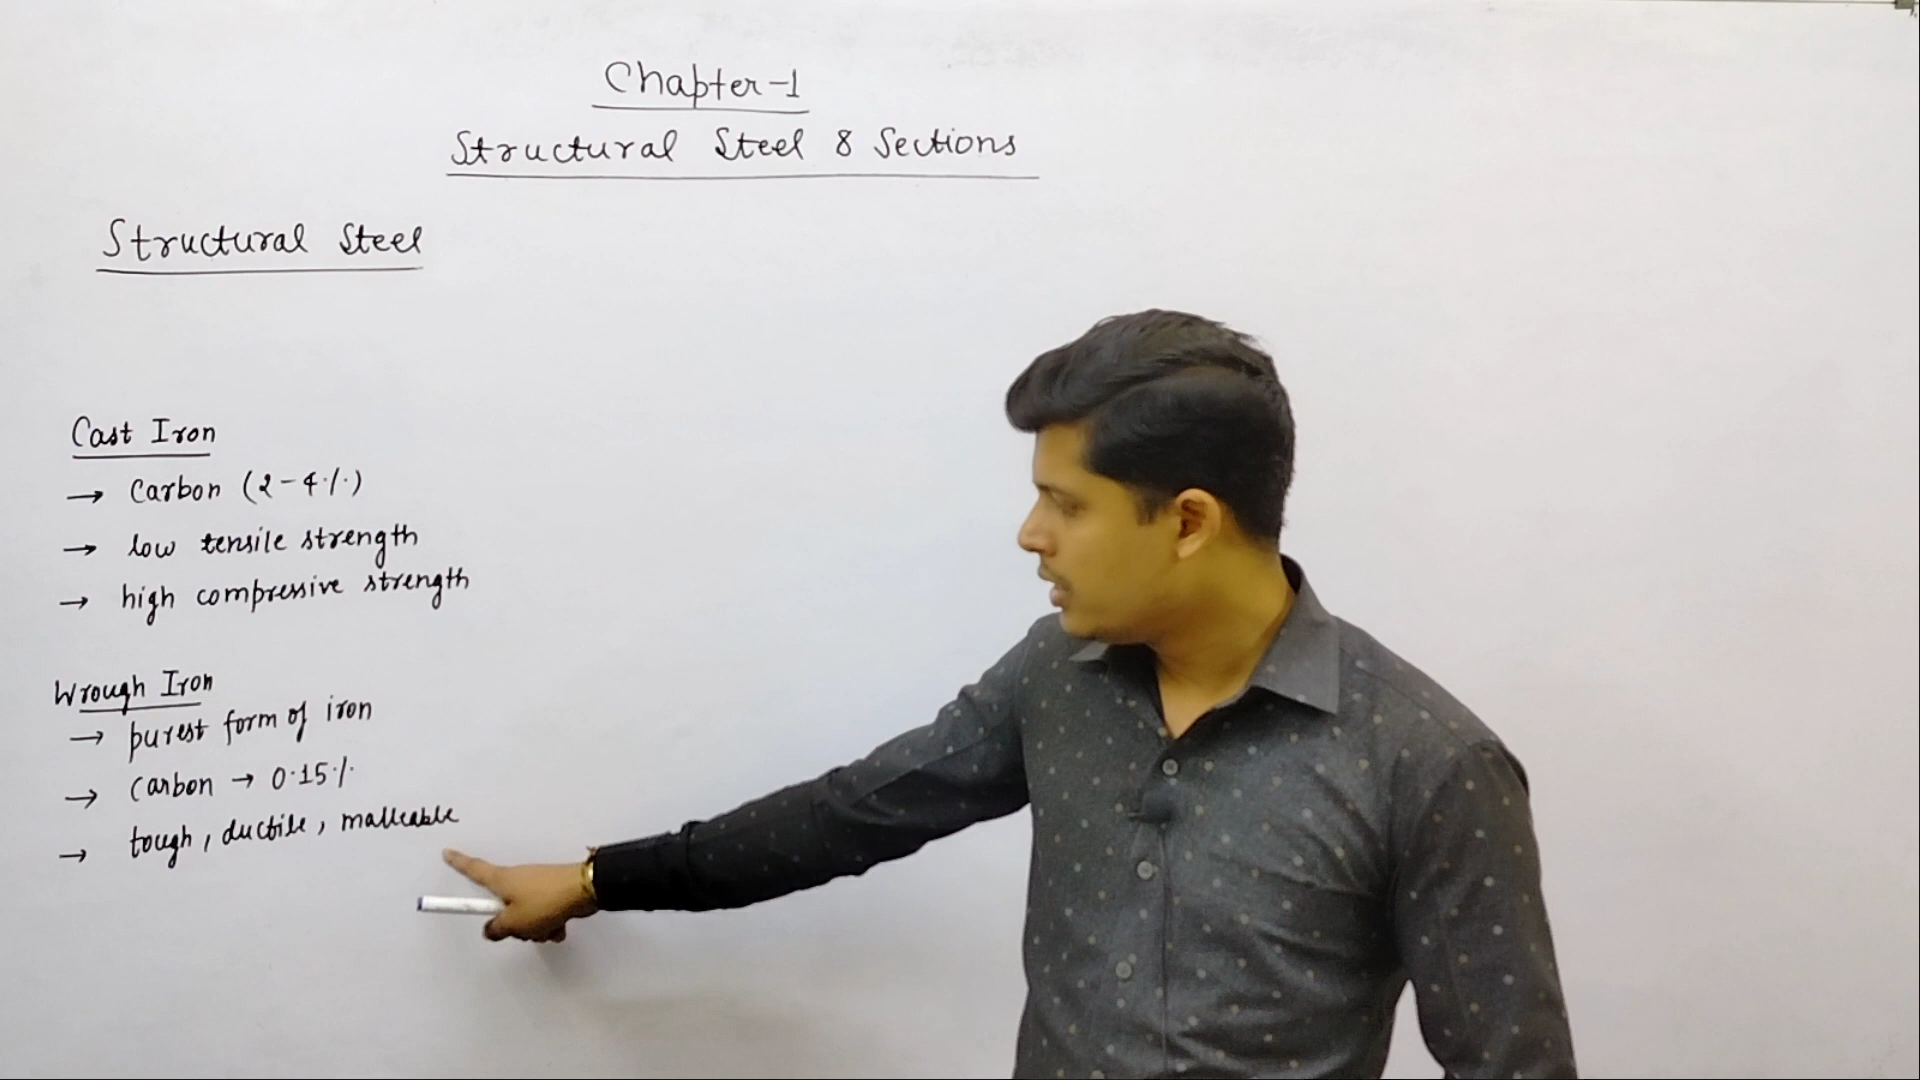 Chapter-1
Structural Steel & Sections
Structural Steel
Cast Iron
→ Carbon (2-4%)
→ low tensile strength
→ high compressive strength
Wrough Iron
→ purest form of iron
→ carbon → 0.15%
→ tough, ductile, malleable